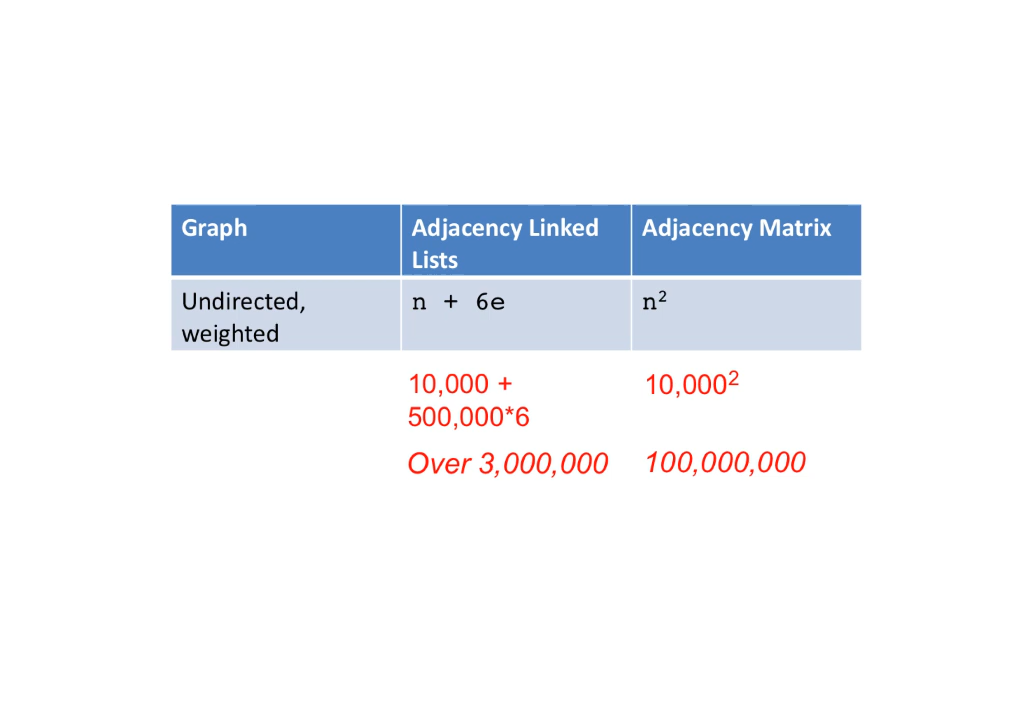 Graph
Adjacency Linked
Lists
Adjacency Matrix
Undirected,
weighted
n + 6e
n²
10,000 +
500,000*6
10,000²
Over 3,000,000
100,000,000